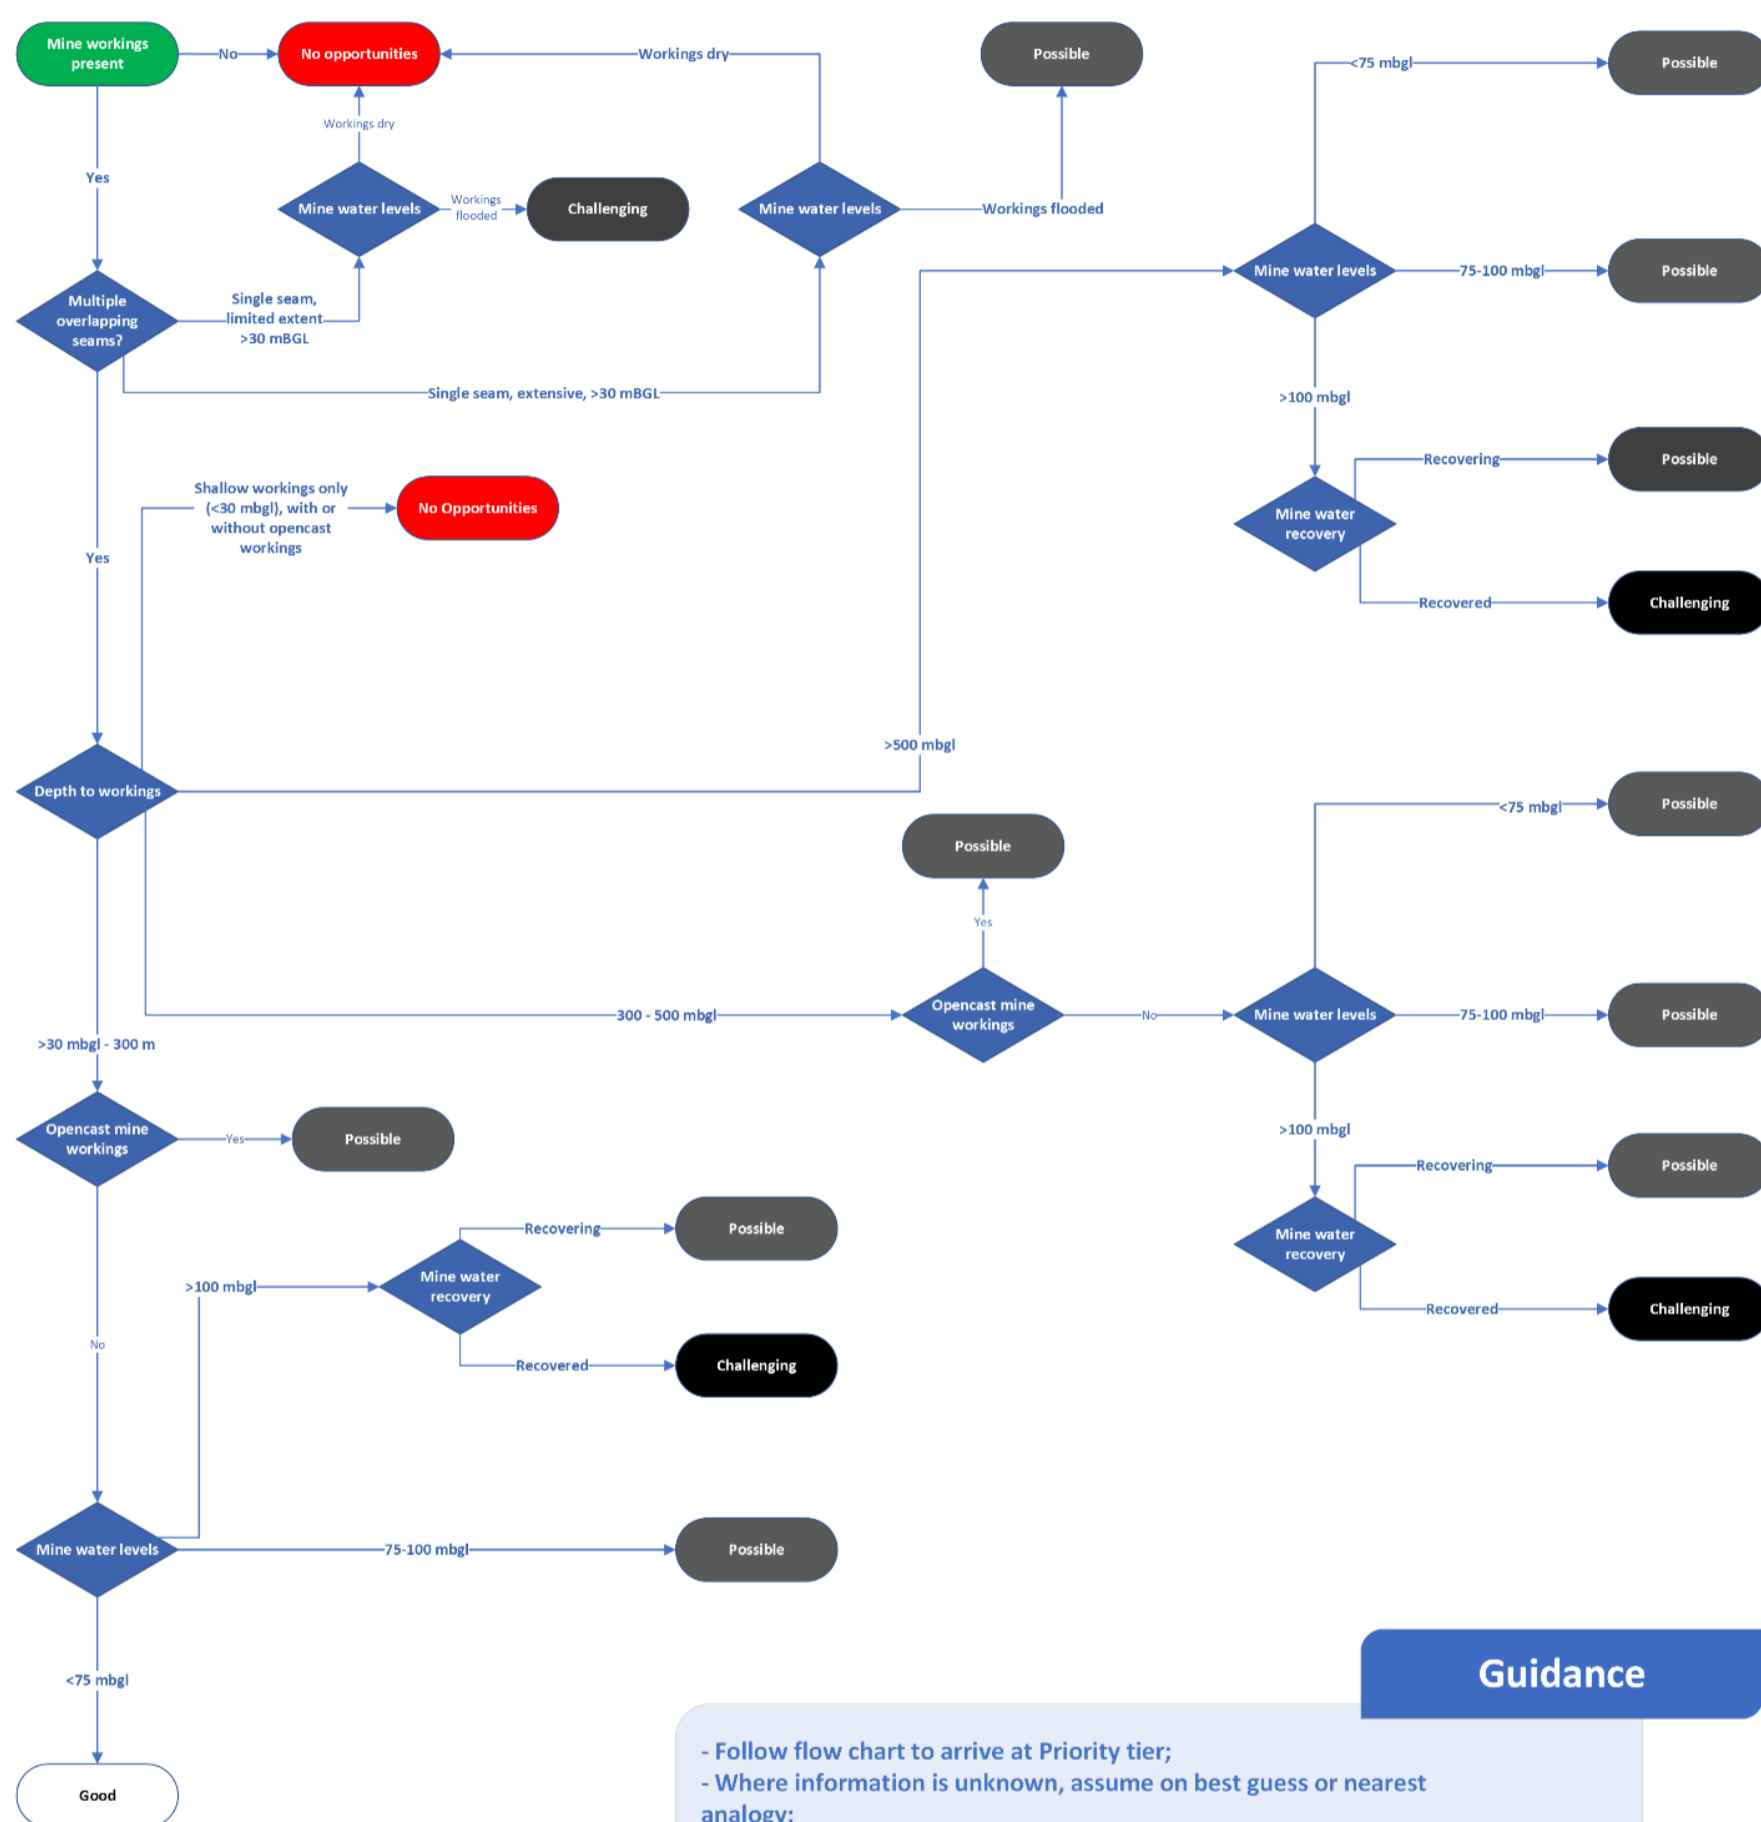 Mine workings
present
No
No opportunities
Workings dry
Possible
<75 mbgl
Possible
Workings dry
Yes
Mine water levels
Workings
flooded
Challenging
Mine water levels
Workings flooded
Mine water levels
75-100 mbgl
Possible
Multiple
overlapping
seams?
Single seam,
limited extent
>30 mBGL
Single seam, extensive, >30 mBGL
>100 mbgl
Recovering
Possible
Shallow workings only
(<30 mbgl), with or
without opencast
workings
No Opportunities
Mine water
recovery
Yes
Recovered
Challenging
>500 mbgl
Depth to workings
<75 mbgl
Possible
Possible
Yes
300 - 500 mbgl
Opencast mine
workings
No
Mine water levels
75-100 mbgl
Possible
>30 mbgl - 300 m
>100 mbgl
Opencast mine
workings
Yes
Possible
Recovering
Possible
Recovering
Possible
Mine water
recovery
>100 mbgl
Mine water
recovery
Recovered
Challenging
No
Recovered
Challenging
Mine water levels
75-100 mbgl
Possible
<75 mbgl
Good
Guidance
- Follow flow chart to arrive at Priority tier;
- Where information is unknown, assume on best guess or nearest
analogy;